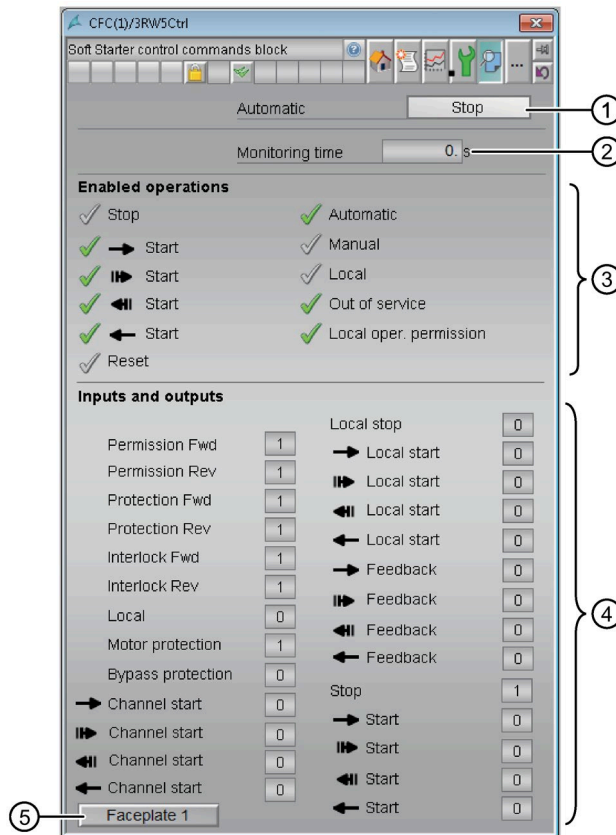 CFC(1)/3RW5Ctrl
Soft Starter control commands block
...
Automatic Stop
1
Monitoring time 0. s
2
Enabled operations
Stop
Start
Start
Start
Start
Reset
Automatic
Manual
Local
Out of service
Local oper. permission
3
Inputs and outputs
Permission Fwd 1
Permission Rev 1
Protection Fwd 1
Protection Rev 1
Interlock Fwd 1
Interlock Rev 1
Local 0
Motor protection 1
Bypass protection 0
Channel start 0
Channel start 0
Channel start 0
Channel start 0
Local stop 0
Local start 0
Local start 0
Local start 0
Local start 0
Feedback 0
Feedback 0
Feedback 0
Feedback 0
Stop 1
Start 0
Start 0
Start 0
Start 0
4
5
Faceplate 1